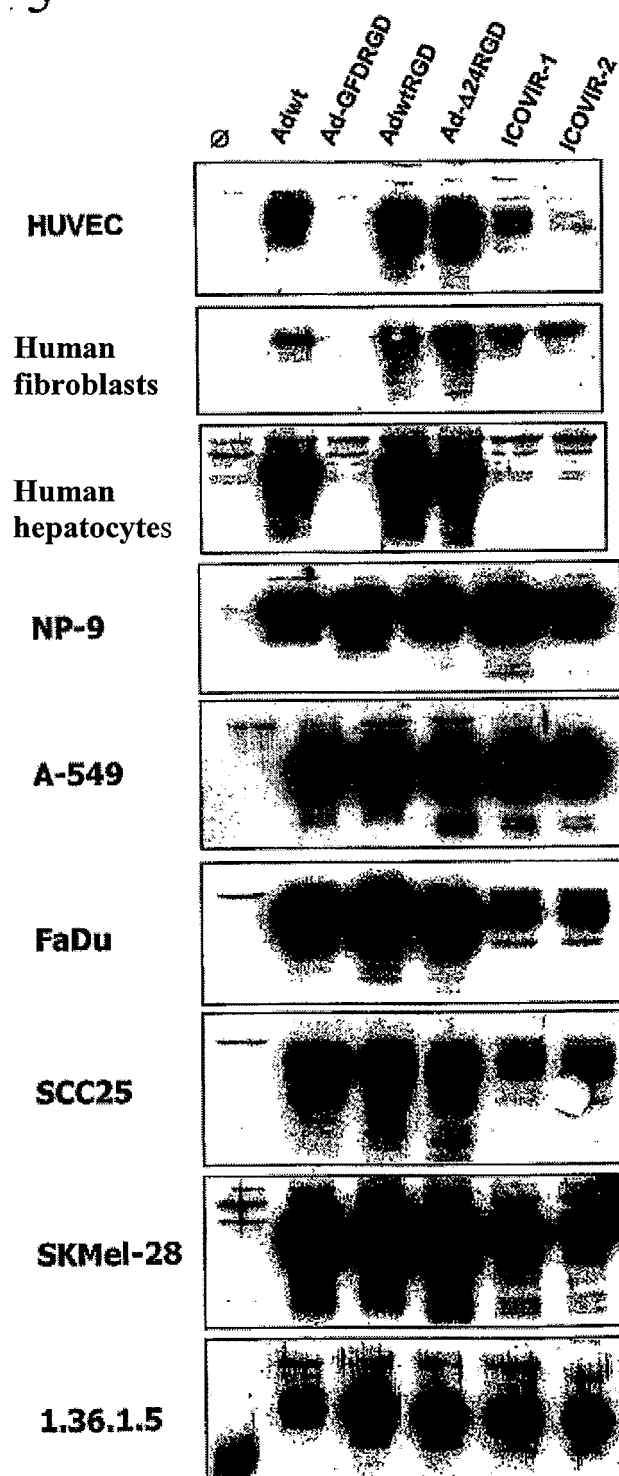 Ø
Adwt
Ad-GFDRGD
AdwtRGD
Ad-Δ24RGD
ICOVIR-1
ICOVIR-2
HUVEC
Human
fibroblasts
Human
hepatocytes
NP-9
A-549
FaDu
SCC25
SKMel-28
1.36.1.5